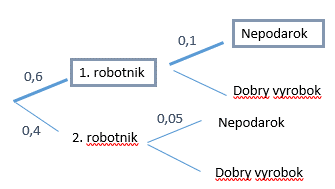 0,1
Nepodarok
0,6
1. robotnik
Dobry vyrobok
0,4
2. robotnik
0,05
Nepodarok
Dobry vyrobok